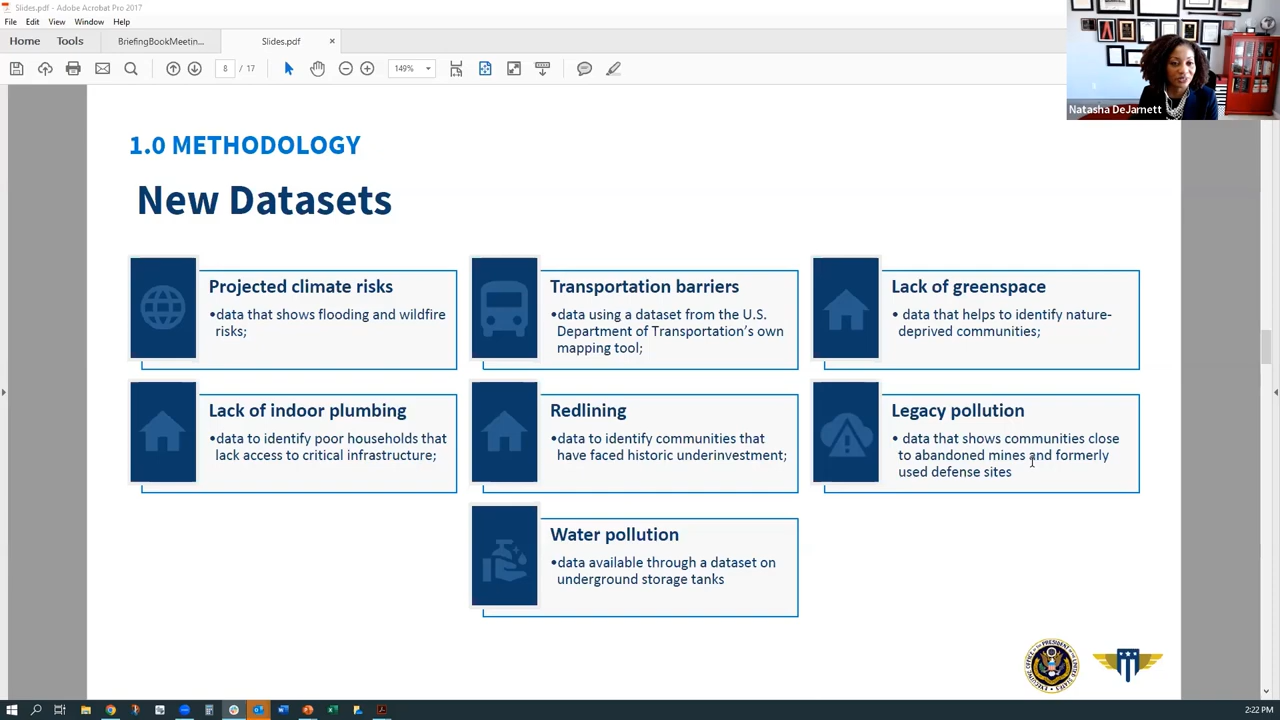 Slides.pdf - Adobe Acrobat Pro 2017
File Edit View Window Help
Home Tools BriefingBookMeetin... Slides.pdf ×
8 / 17 149%
Natasha DeJarnett
1.0 METHODOLOGY
New Datasets
Projected climate risks
•data that shows flooding and wildfire
risks;
Transportation barriers
•data using a dataset from the U.S.
Department of Transportation's own
mapping tool;
Lack of greenspace
• data that helps to identify nature-
deprived communities;
Lack of indoor plumbing
•data to identify poor households that
lack access to critical infrastructure;
Redlining
•data to identify communities that
have faced historic underinvestment;
Legacy pollution
• data that shows communities close
to abandoned mines and formerly
used defense sites
Water pollution
•data available through a dataset on
underground storage tanks
2:22 PM